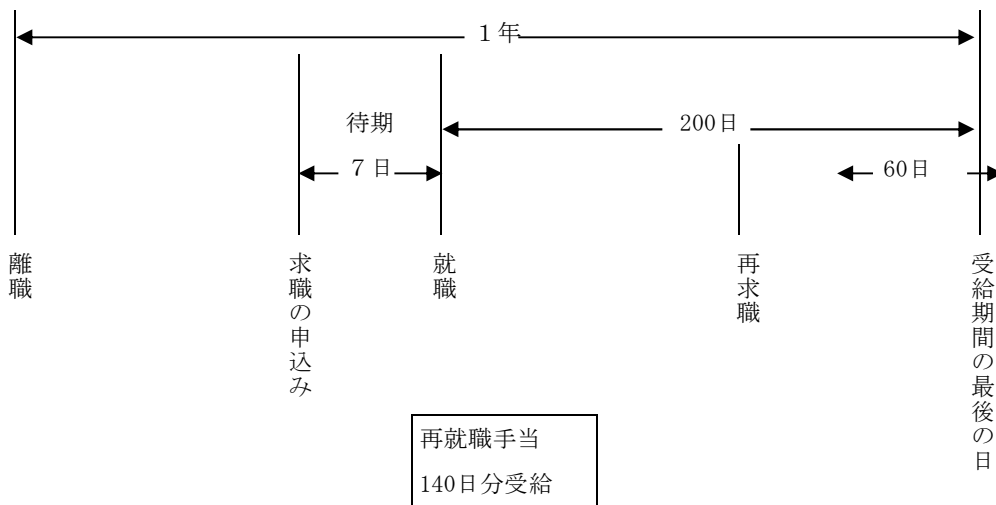 １年
待期
200日
７日
60日
離職
求職の申込み
就職
再求職
受給期間の最後の日
再就職手当
140日分受給